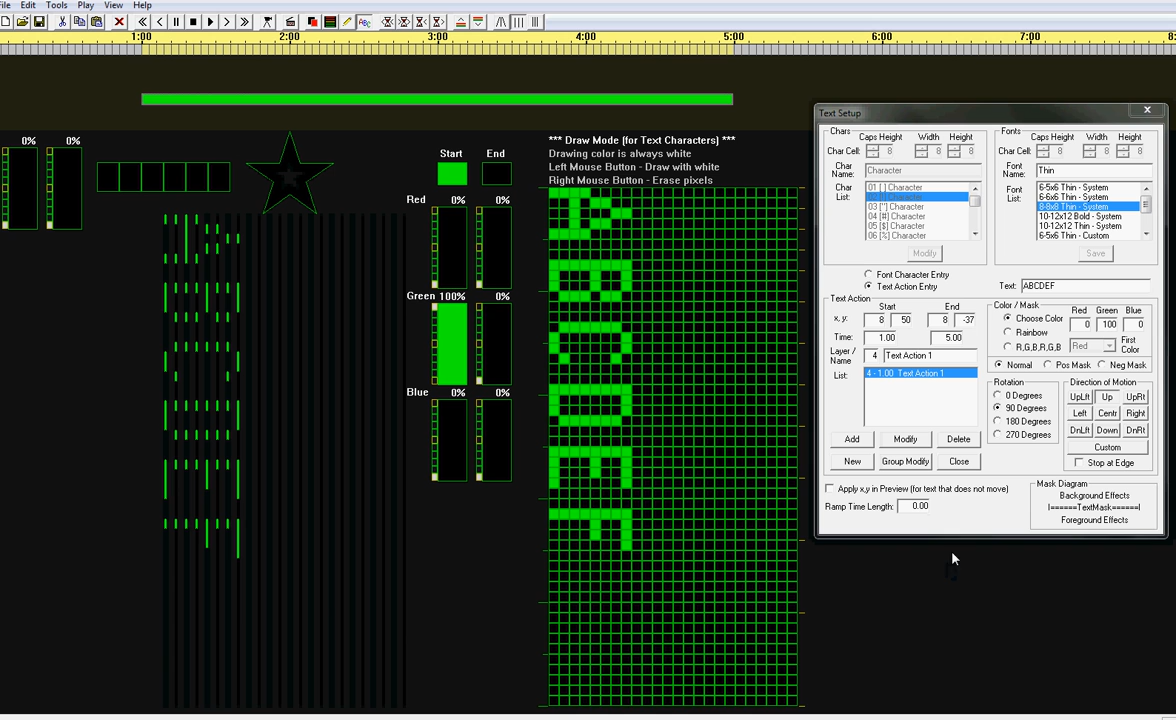 File Edit Tools Play View Help
1:00 2:00 3:00 4:00 5:00 6:00 7:00 8:
0% 0%
Start End
Red 0% 0%
Green 100% 0%
Blue 0% 0%
*** Draw Mode (for Text Characters) ***
Drawing color is always white
Left Mouse Button - Draw with white
Right Mouse Button - Erase pixels
ABCDEF
Text Setup
Chars
Caps Height Width Height
Char Cell: 8 8 8
Char Name: Character
Char List:
01 [ ] Character
03 ["] Character
04 [#] Character
05 [$] Character
06 [%] Character
Modify
Fonts
Caps Height Width Height
Char Cell: 8 8 8
Font Name: Thin
Font List:
6-5x6 Thin - System
6-6x6 Thin - System
8-8x8 Thin - System
10-12x12 Bold - System
10-12x12 Thin - System
6-5x6 Thin - Custom
Save
Font Character Entry
Text Action Entry
Text: ABCDEF
Text Action
Start End
x, y: 8 50 8 -37
Time: 1.00 5.00
Layer / Name 4 Text Action 1
List: 4 - 1.00 Text Action 1
Add Modify Delete
New Group Modify Close
Color / Mask
Red Green Blue
Choose Color 0 100 0
Rainbow
R,G,B,R,G,B Red First Color
Normal Pos Mask Neg Mask
Rotation
0 Degrees
90 Degrees
180 Degrees
270 Degrees
Direction of Motion
UpLft Up UpRt
Left Centr Right
DnLft Down DnRt
Custom
Stop at Edge
Apply x,y in Preview (for text that does not move)
Ramp Time Length: 0.00
Mask Diagram
Background Effects
|======TextMask======|
Foreground Effects